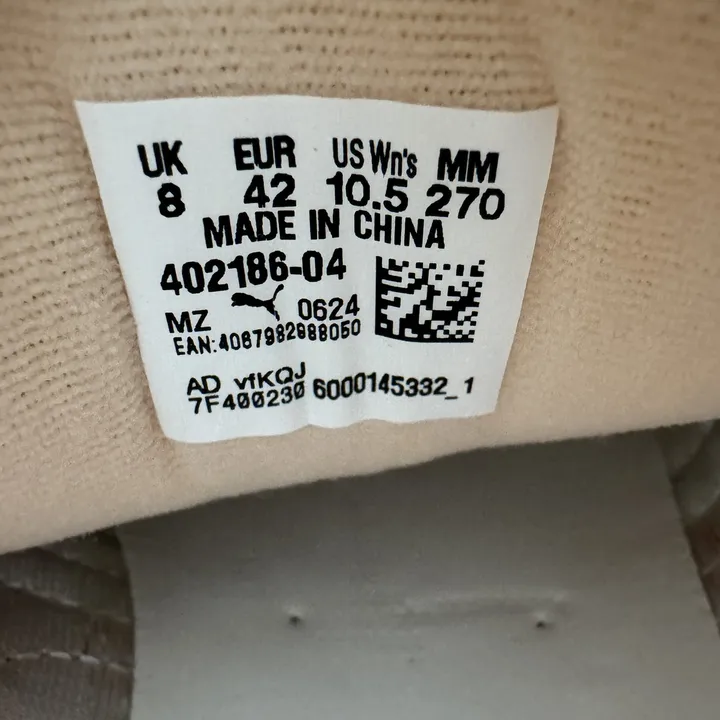 UK EUR US Wn's MM
8 42 10.5 270
MADE IN CHINA
402186-04
MZ 0624
EAN:4067982988050
AD vfKQJ
7F400230 6000145332_1